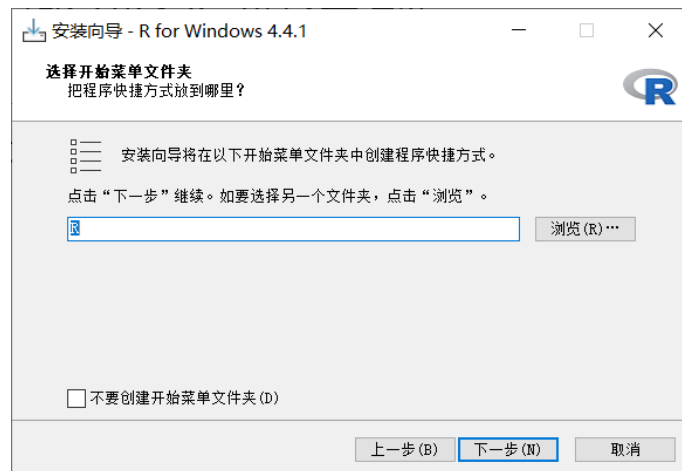 安装向导 - R for Windows 4.4.1
选择开始菜单文件夹
把程序快捷方式放到哪里？
R
安装向导将在以下开始菜单文件夹中创建程序快捷方式。
点击“下一步”继续。如要选择另一个文件夹，点击“浏览”。
R
浏览(R)…
不要创建开始菜单文件夹(D)
上一步(B)
下一步(N)
取消